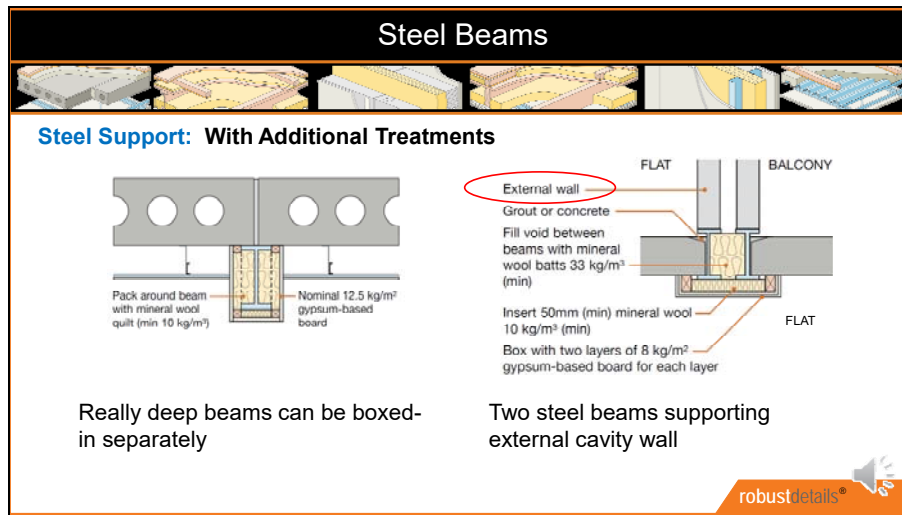 Steel Beams
Steel Support: With Additional Treatments
Pack around beam
with mineral wool
quilt (min 10 kg/m³)
Nominal 12.5 kg/m²
gypsum-based
board
FLAT
BALCONY
External wall
Grout or concrete
Fill void between
beams with mineral
wool batts 33 kg/m³
(min)
Insert 50mm (min) mineral wool
10 kg/m³ (min)
FLAT
Box with two layers of 8 kg/m²
gypsum-based board for each layer
Really deep beams can be boxed-
in separately
Two steel beams supporting
external cavity wall
robustdetails®